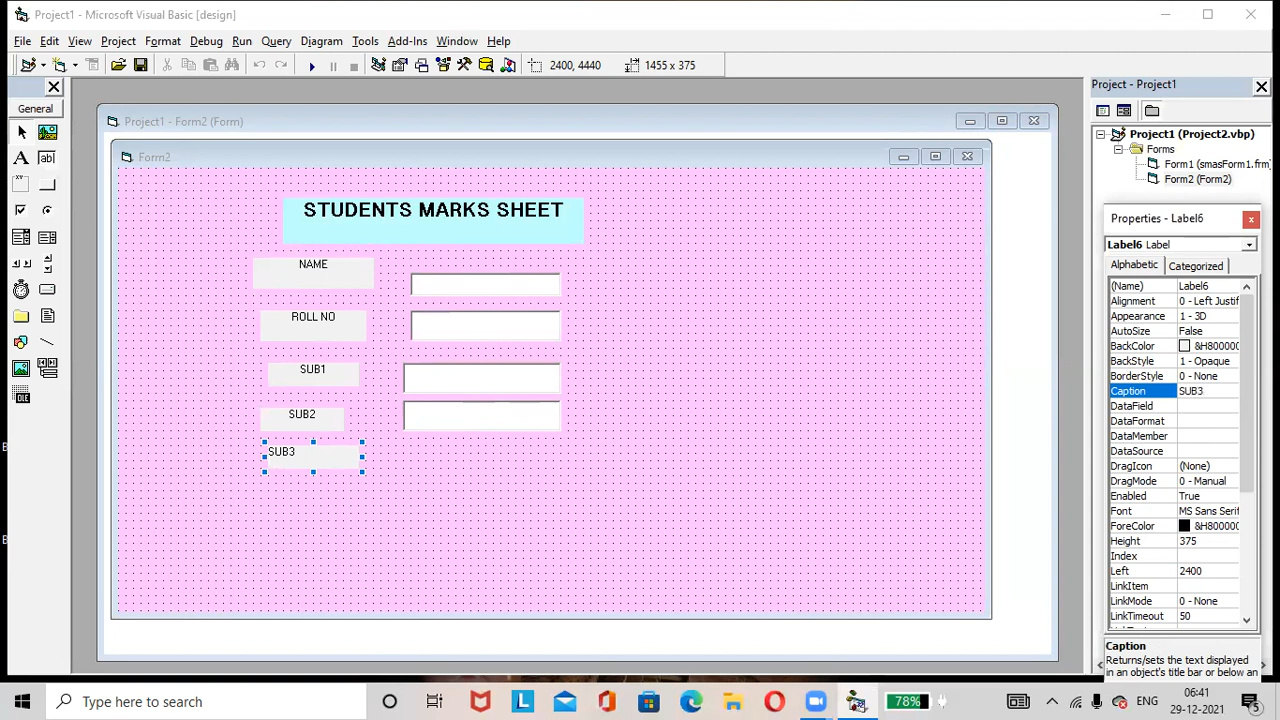 Project1 - Microsoft Visual Basic [design]
File Edit View Project Format Debug Run Query Diagram Tools Add-Ins Window Help
2400, 4440 1455 x 375
General
Project1 - Form2 (Form)
Form2
STUDENTS MARKS SHEET
NAME
ROLL NO
SUB1
SUB2
SUB3
Project - Project1
Project1 (Project2.vbp)
Forms
Form1 (smasForm1.frm
Form2 (Form2)
Properties - Label6
Label6 Label
Alphabetic Categorized
(Name) Label6
Alignment 0 - Left Justif
Appearance 1 - 3D
AutoSize False
BackColor &H800000
BackStyle 1 - Opaque
BorderStyle 0 - None
Caption SUB3
DataField
DataFormat
DataMember
DataSource
DragIcon (None)
DragMode 0 - Manual
Enabled True
Font MS Sans Serif
ForeColor &H800000
Height 375
Index
Left 2400
LinkItem
LinkMode 0 - None
LinkTimeout 50
Caption
Returns/sets the text displayed
in an object's title bar or below an
Type here to search
78%
ENG
06:41
29-12-2021
5